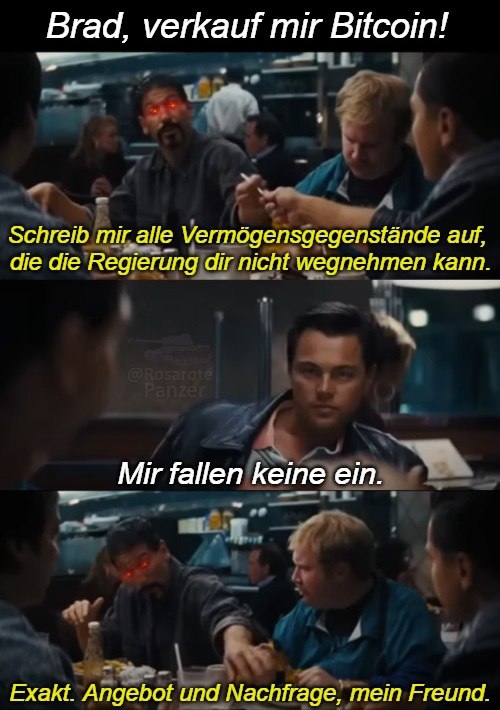 Brad, verkauf mir Bitcoin!
Schreib mir alle Vermögensgegenstände auf,
die die Regierung dir nicht wegnehmen kann.
@Rosarote
Panzer
Mir fallen keine ein.
Exakt. Angebot und Nachfrage, mein Freund.